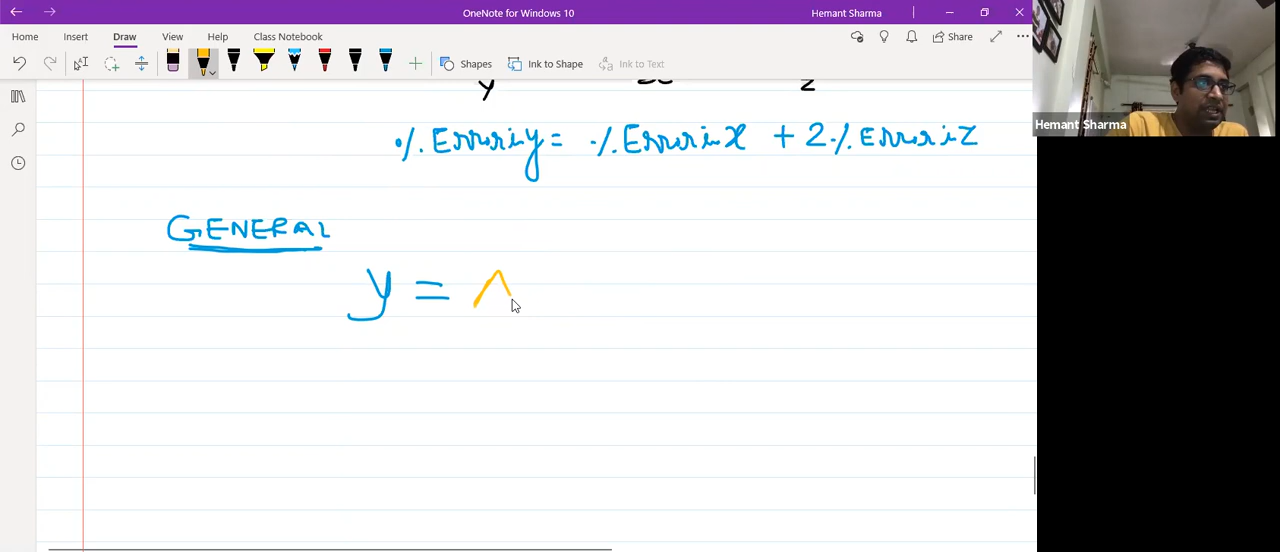 OneNote for Windows 10
Hemant Sharma
Home Insert Draw View Help Class Notebook
Share
Shapes Ink to Shape Ink to Text
Hemant Sharma
y z
% Error in y = % Error in x + 2 % Error in z
GENERAL
y =